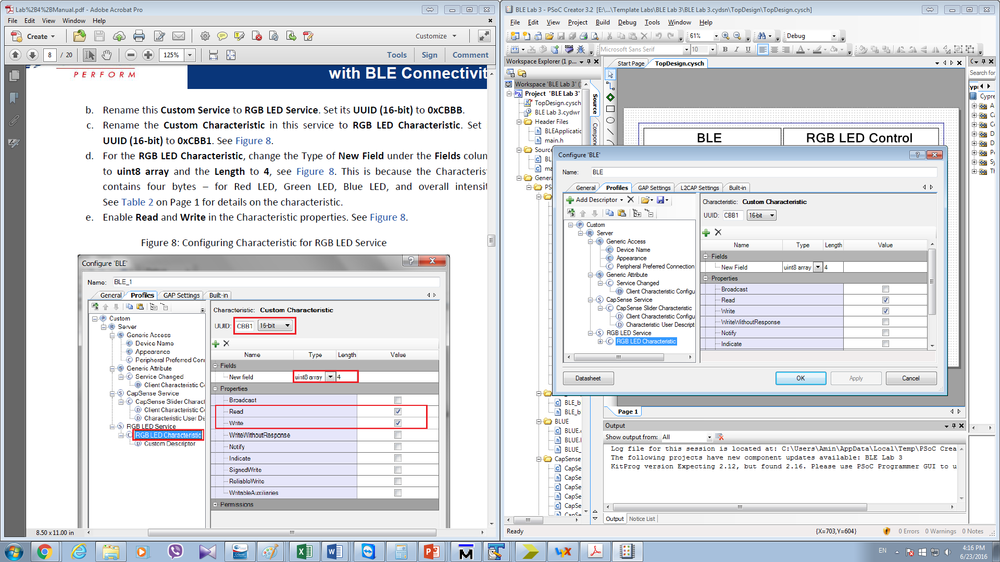 Lab%2B4%2BManual.pdf - Adobe Acrobat Pro
File Edit View Window Help
Create
Customize
8 / 20
125%
Tools Sign Comment
PERFORM
with BLE Connectivit
b. Rename this Custom Service to RGB LED Service. Set its UUID (16-bit) to 0xCBBB.
c. Rename the Custom Characteristic in this service to RGB LED Characteristic. Set
UUID (16-bit) to 0xCBB1. See Figure 8.
d. For the RGB LED Characteristic, change the Type of New Field under the Fields colum
to uint8 array and the Length to 4, see Figure 8. This is because the Characterist
contains four bytes – for Red LED, Green LED, Blue LED, and overall intensit
See Table 2 on Page 1 for details on the characteristic.
e. Enable Read and Write in the Characteristic properties. See Figure 8.
Figure 8: Configuring Characteristic for RGB LED Service
Configure 'BLE'
Name: BLE_1
General Profiles GAP Settings Built-in
Custom
Server
Generic Access
Device Name
Appearance
Peripheral Preferred Conn
Generic Attribute
Service Changed
Client Characteristic C
CapSense Service
CapSense Slider Charact
Client Characteristic C
Characteristic User De
RGB LED Service
RGB LED Characteristic
Custom Descriptor
Characteristic: Custom Characteristic
UUID: CBB1 16-bit
Name Type Length Value
Fields
New field uint8 array 4
Properties
Broadcast
Read
Write
WriteWithoutResponse
Notify
Indicate
SignedWrite
ReliableWrite
WritableAuxiliaries
Permissions
8.50 x 11.00 in
BLE Lab 3 - PSoC Creator 3.2 [E:\...\Template Labs\BLE Lab 3\BLE Lab 3.cydsn\TopDesign\TopDesign.cysch]
File Edit View Project Build Debug Tools Window Help
61%
Debug
Microsoft Sans Serif 10 B I U
Workspace Explorer (1 p...
Workspace 'BLE Lab 3' (
Project 'BLE Lab 3'
TopDesign.cysch
BLE Lab 3.cydwr
Header Files
BLEApplicatic
main.h
Sourc
BL
ma
Genera
PS
BLE_b
BLE_b
BLUE
BLUE.
BLUE.
BLUE_
CapSense
CapSe
CapSe
CapSe
CapSe
CapSe
CapSe
Source
Compone
Start Page TopDesign.cysch
BLE
RGB LED Control
Search for
Cypre
Configure 'BLE'
Name: BLE
General Profiles GAP Settings L2CAP Settings Built-in
Add Descriptor
Custom
Server
Generic Access
Device Name
Appearance
Peripheral Preferred Connection
Generic Attribute
Service Changed
Client Characteristic Configu
CapSense Service
CapSense Slider Characteristic
Client Characteristic Configu
Characteristic User Descript
RGB LED Service
RGB LED Characteristic
Characteristic: Custom Characteristic
UUID: CBB1 16-bit
Name Type Length Value
Fields
New Field uint8 array 4
Properties
Broadcast
Read
Write
WriteWithoutResponse
Notify
Indicate
Datasheet OK Apply Cancel
Page 1
Output
Show output from: All
Log file for this session is located at: C:\Users\Amin\AppData\Local\Temp\PSoC Crea
The following projects have new component updates available: BLE Lab 3
KitProg version Expecting 2.12, but found 2.16. Please use PSoC Programmer GUI to u
Output Notice List
Ready {X=703,Y=604} 0 Errors 0 Warnings 0 Notes
EN
4:16 PM
6/23/2016